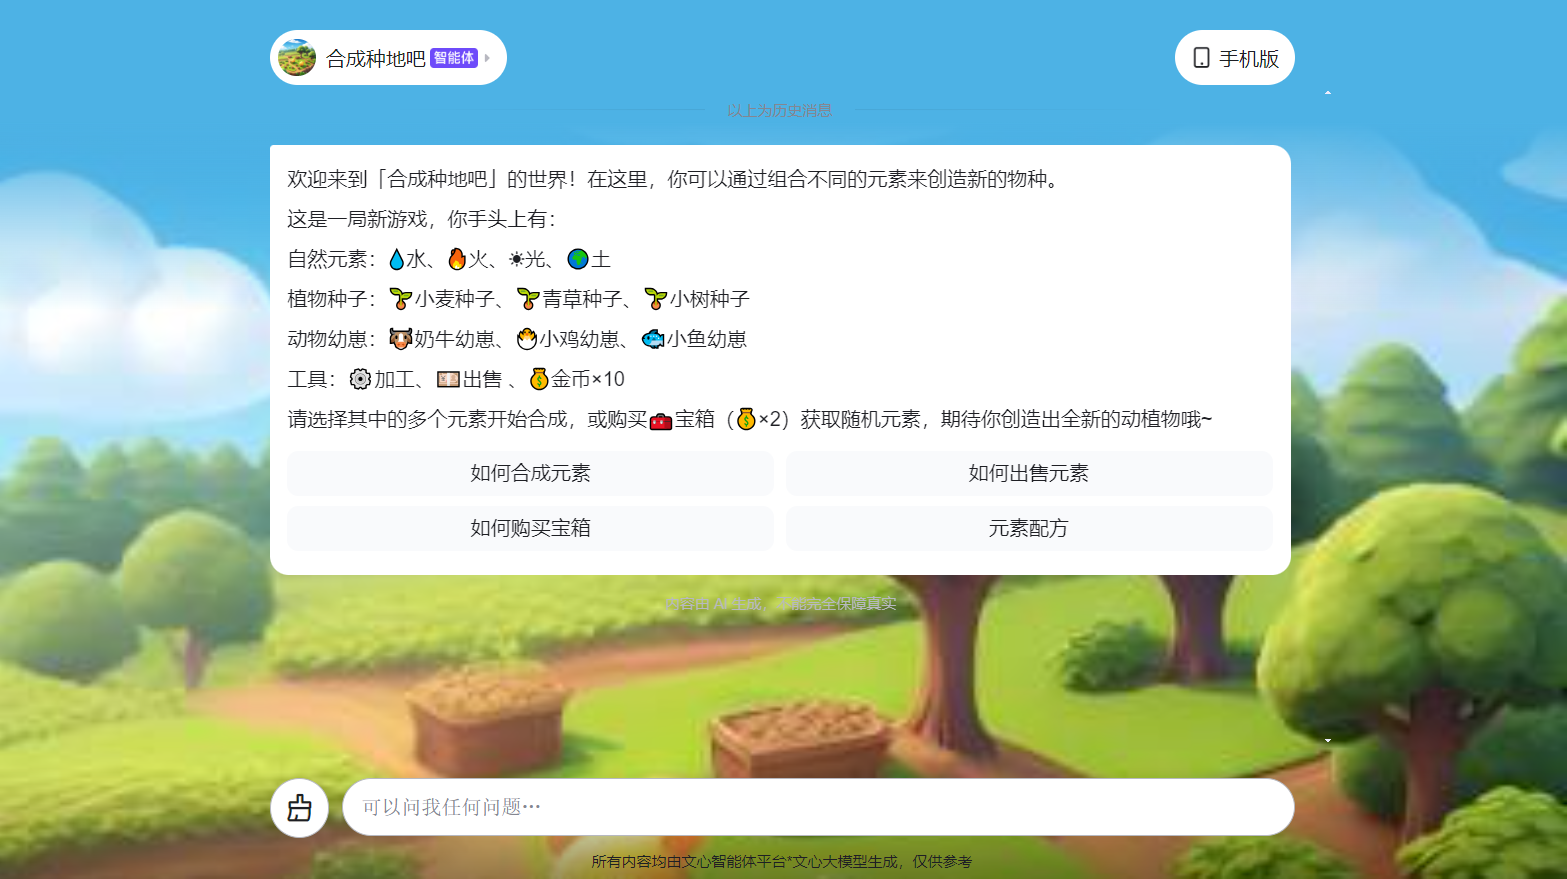 合成种地吧 智能体
手机版
以上为历史消息
欢迎来到「合成种地吧」的世界！在这里，你可以通过组合不同的元素来创造新的物种。
这是一局新游戏，你手头上有：
自然元素：💧水、🔥火、☀光、🌍土
植物种子：🌱小麦种子、🌱青草种子、🌱小树种子
动物幼崽：🐮奶牛幼崽、🐣小鸡幼崽、🐟小鱼幼崽
工具：⚙加工、💴出售 、💰金币×10
请选择其中的多个元素开始合成，或购买🧰宝箱（💰×2）获取随机元素，期待你创造出全新的动植物哦~
如何合成元素
如何出售元素
如何购买宝箱
元素配方
内容由 AI 生成，不能完全保障真实
可以问我任何问题…
所有内容均由文心智能体平台*文心大模型生成，仅供参考